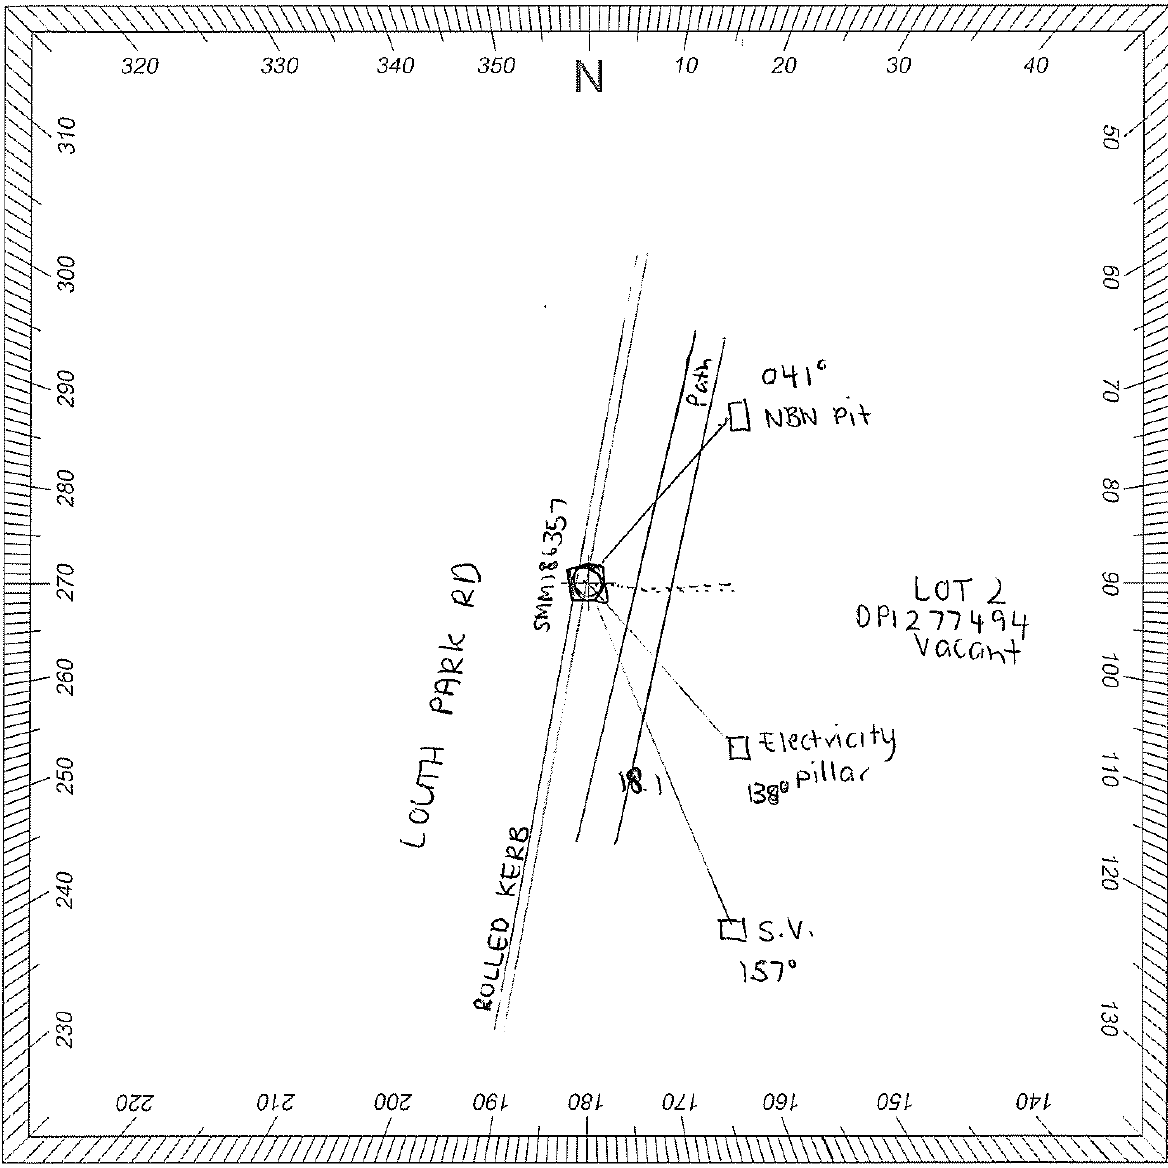 320 330 340 350 N 10 20 30 40
310
300
290
280
270
260
250
240
230
50
60
70
80
90
100
110
120
130
220 210 200 190 180 170 160 150 140
Path
041°
NBN Pit
SMM186357
LOUTH PARK RD
LOT 2
DP1277494
Vacant
Electricity
pillar
138°
18.1
ROLLED KERB
S.V.
157°